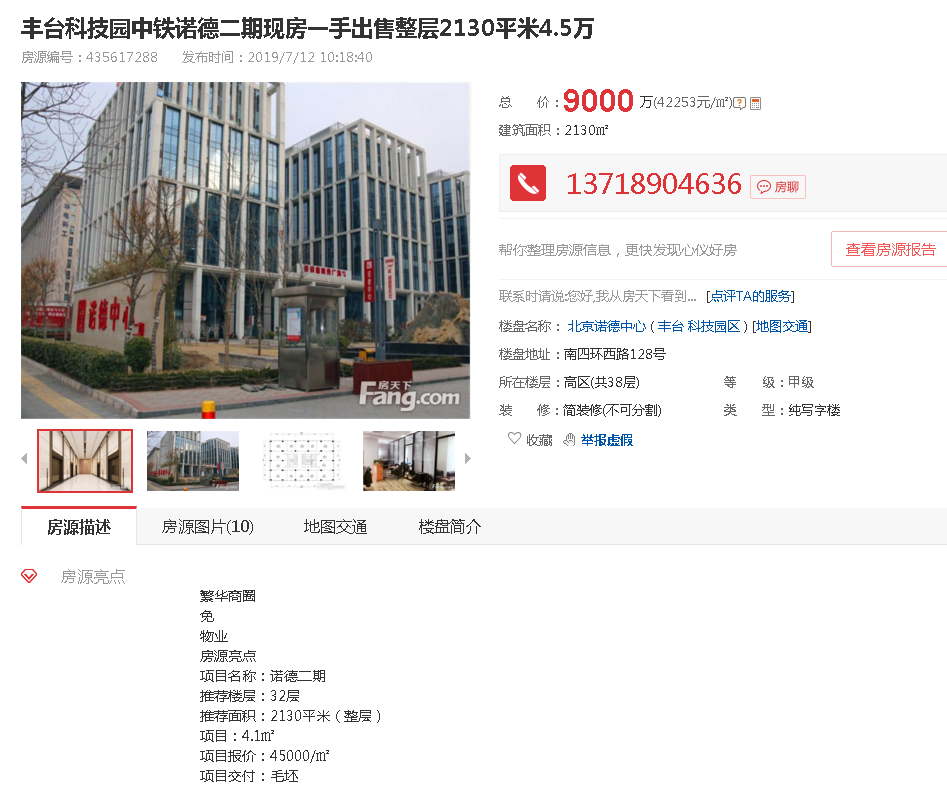 丰台科技园中铁诺德二期现房一手出售整层2130平米4.5万
房源编号：435617288 发布时间：2019/7/12 10:18:40
总 价：9000 万(42253元/㎡)
建筑面积：2130㎡
13718904636 房聊
帮你整理房源信息，更快发现心仪好房 查看房源报告
联系时请说:您好,我从房天下看到... [点评TA的服务]
楼盘名称： 北京诺德中心 ( 丰台 科技园区 ) [地图交通]
楼盘地址：南四环西路128号
所在楼层：高区(共38层) 等 级：甲级
装 修：简装修(不可分割) 类 型：纯写字楼
收藏 举报虚假
诺德中心
房天下
Fang.com
房源描述 房源图片(10) 地图交通 楼盘简介
房源亮点
繁华商圈
免
物业
房源亮点
项目名称：诺德二期
推荐楼层：32层
推荐面积：2130平米（整层）
项目：4.1㎡
项目报价：45000/㎡
项目交付：毛坯